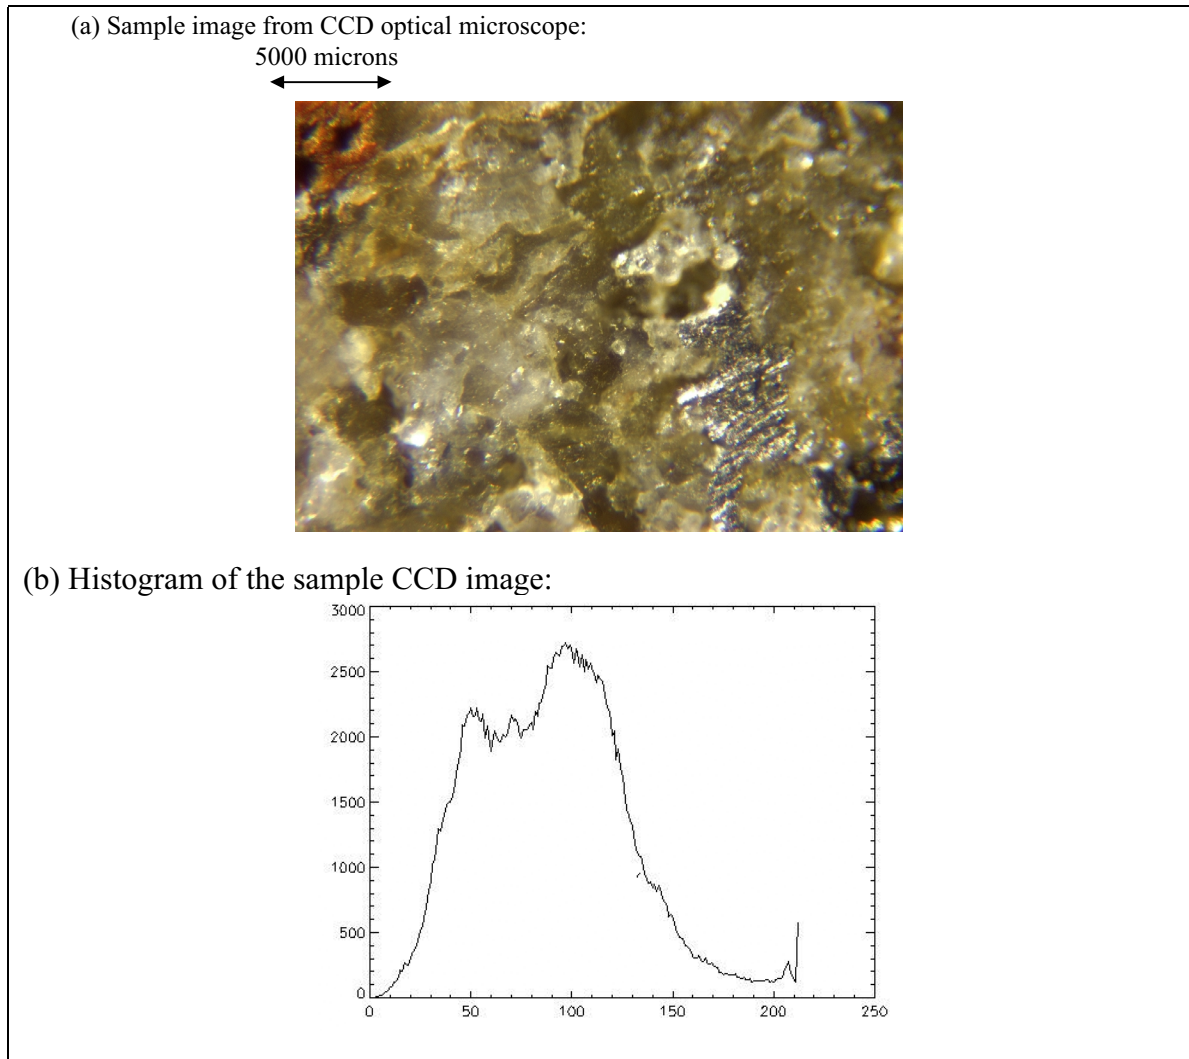 (a) Sample image from CCD optical microscope:
5000 microns
(b) Histogram of the sample CCD image:
3000
2500
2000
1500
1000
500
0
0 50 100 150 200 250